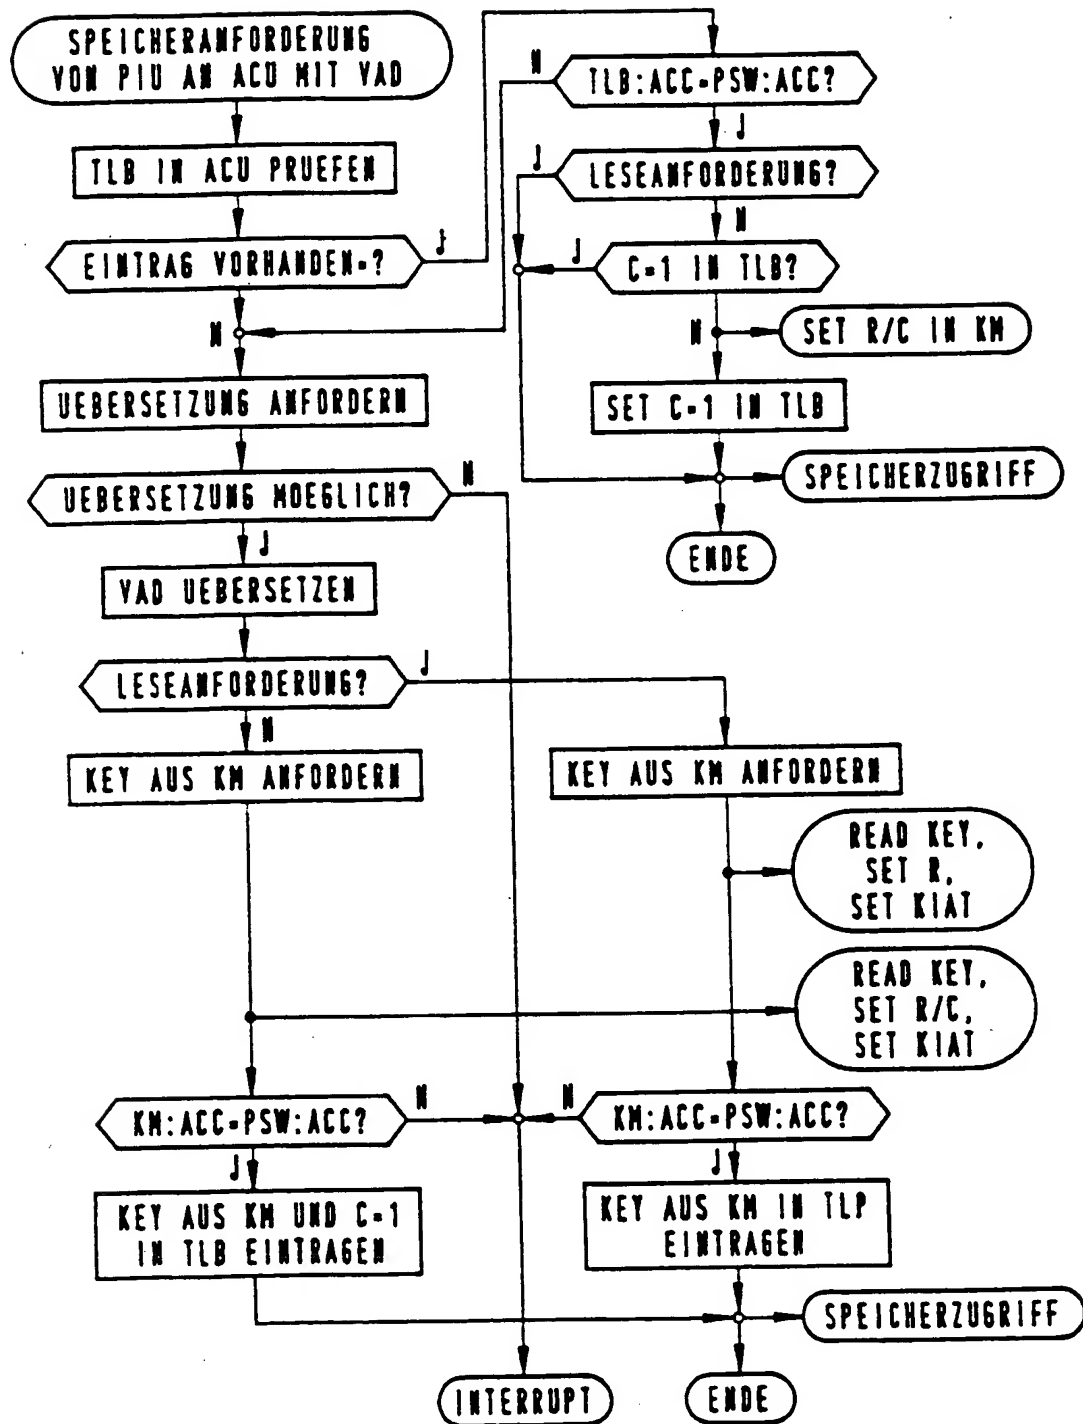 SPEICHERANFORDERUNG
VON PIU AN ACU MIT VAD
TLB IN ACU PRUEFEN
EINTRAG VORHANDEN=?
J
N
UEBERSETZUNG ANFORDERN
UEBERSETZUNG MOEGLICH?
N
J
VAD UEBERSETZEN
LESEANFORDERUNG?
J
N
KEY AUS KM ANFORDERN
KM:ACC=PSW:ACC?
N
J
KEY AUS KM UND C=1
IN TLB EINTRAGEN
INTERRUPT
N
TLB:ACC=PSW:ACC?
J
J
LESEANFORDERUNG?
N
J
C=1 IN TLB?
N
SET R/C IN KM
SET C=1 IN TLB
SPEICHERZUGRIFF
ENDE
KEY AUS KM ANFORDERN
READ KEY,
SET R,
SET KIAT
READ KEY,
SET R/C,
SET KIAT
N
KM:ACC=PSW:ACC?
J
KEY AUS KM IN TLP
EINTRAGEN
SPEICHERZUGRIFF
ENDE